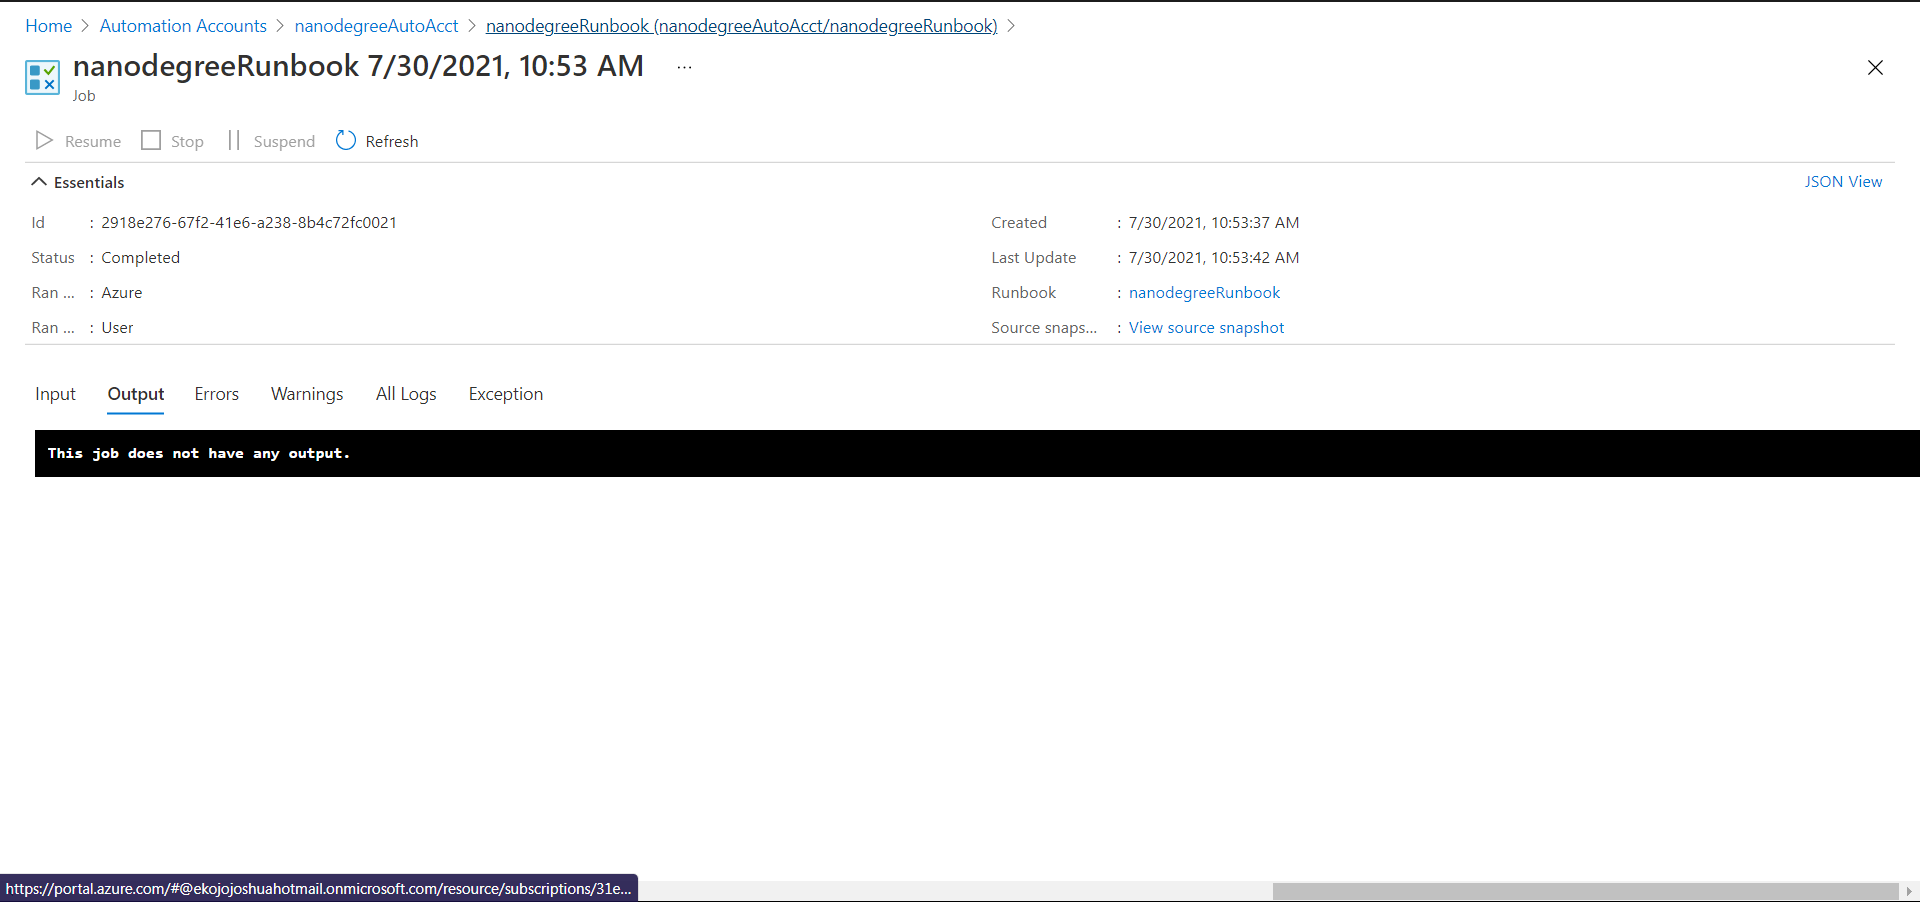 Home > Automation Accounts > nanodegreeAutoAcct > nanodegreeRunbook (nanodegreeAutoAcct/nanodegreeRunbook) >
nanodegreeRunbook 7/30/2021, 10:53 AM ...
Job
Resume Stop Suspend Refresh
Essentials JSON View
Id : 2918e276-67f2-41e6-a238-8b4c72fc0021 Created : 7/30/2021, 10:53:37 AM
Status : Completed Last Update : 7/30/2021, 10:53:42 AM
Ran ... : Azure Runbook : nanodegreeRunbook
Ran ... : User Source snaps... : View source snapshot
Input Output Errors Warnings All Logs Exception
This job does not have any output.
https://portal.azure.com/#@ekojojoshuahotmail.onmicrosoft.com/resource/subscriptions/31e...